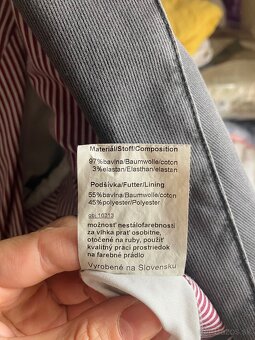 Materiál/Stoff/Composition
97%bavlna/Baumwolle/coton
3%elastan/Elasthan/elastan
Podšívka/Futter/Lining
55%bavlna/Baumwolle/coton
45%polyester/Polyester
obj.10213
možnosť nestálofarebnosti
za vlhka prať osobitne,
otočené na ruby, použiť
kvalitný prací prostriedok
na farebné prádlo
Vyrobené na Slovensku